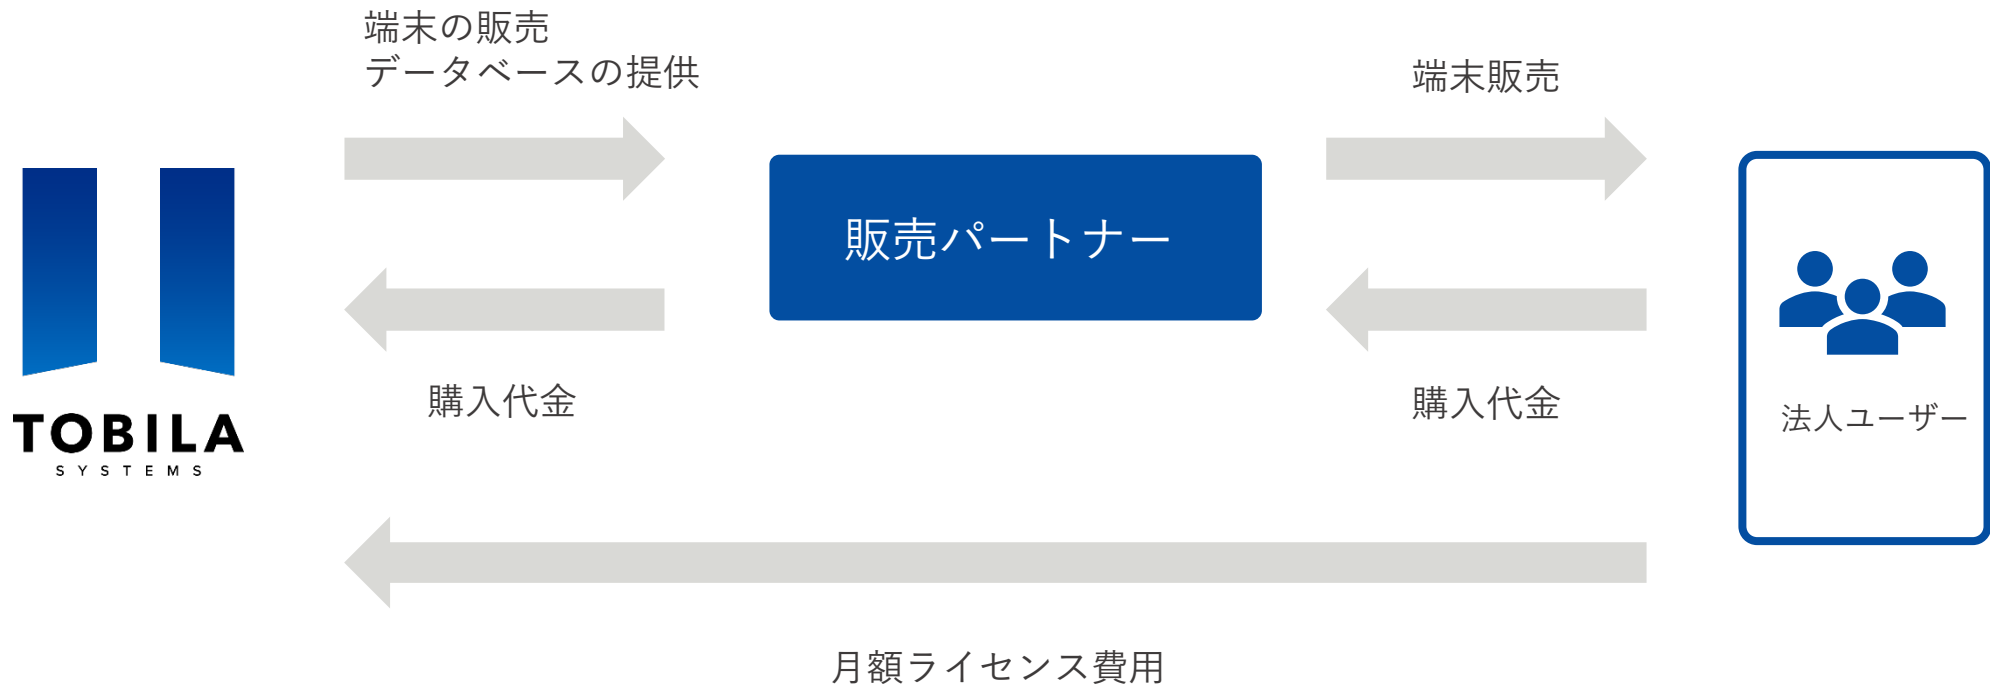 端末の販売
データベースの提供
端末販売
販売パートナー
購入代金
購入代金
法人ユーザー
TOBILA
SYSTEMS
月額ライセンス費用